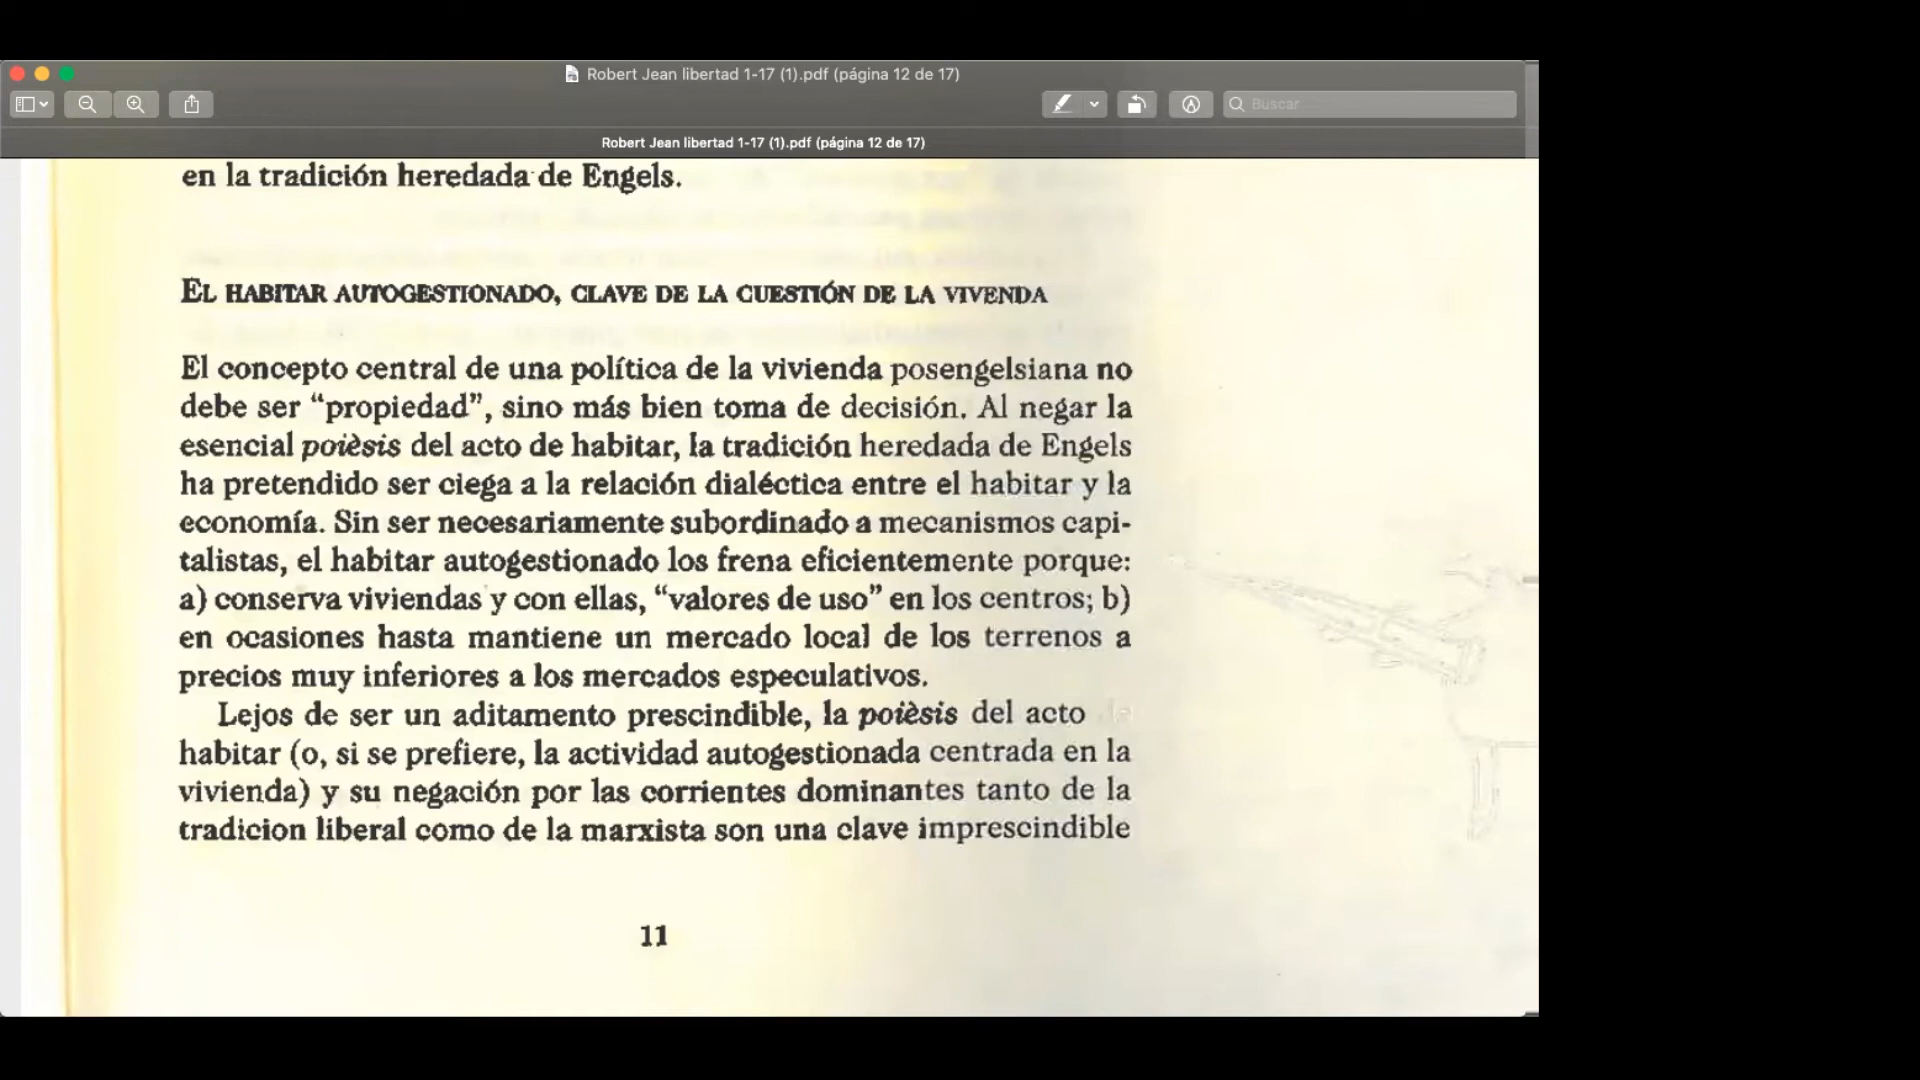 Robert Jean libertad 1-17 (1).pdf (página 12 de 17)
Buscar
Robert Jean libertad 1-17 (1).pdf (página 12 de 17)
en la tradición heredada de Engels.
EL HABITAR AUTOGESTIONADO, CLAVE DE LA CUESTIÓN DE LA VIVENDA
El concepto central de una política de la vivienda posengelsiana no
debe ser “propiedad”, sino más bien toma de decisión. Al negar la
esencial poièsis del acto de habitar, la tradición heredada de Engels
ha pretendido ser ciega a la relación dialéctica entre el habitar y la
economía. Sin ser necesariamente subordinado a mecanismos capi-
talistas, el habitar autogestionado los frena eficientemente porque:
a) conserva viviendas y con ellas, “valores de uso” en los centros; b)
en ocasiones hasta mantiene un mercado local de los terrenos a
precios muy inferiores a los mercados especulativos.
Lejos de ser un aditamento prescindible, la poièsis del acto
habitar (o, si se prefiere, la actividad autogestionada centrada en la
vivienda) y su negación por las corrientes dominantes tanto de la
tradicion liberal como de la marxista son una clave imprescindible
11